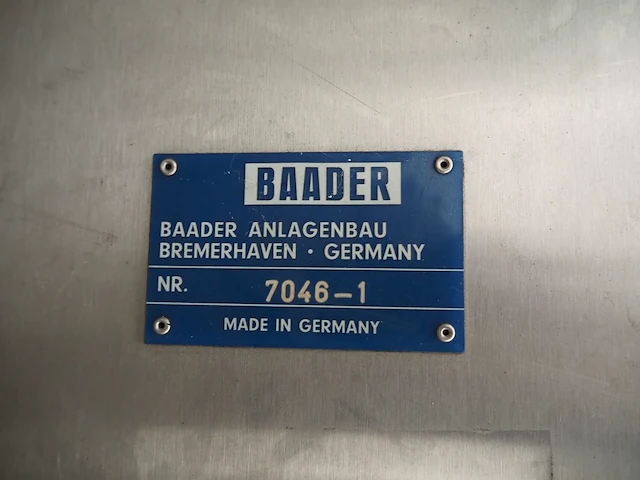 BAADER
BAADER ANLAGENBAU
BREMERHAVEN · GERMANY
NR. 7046-1
MADE IN GERMANY